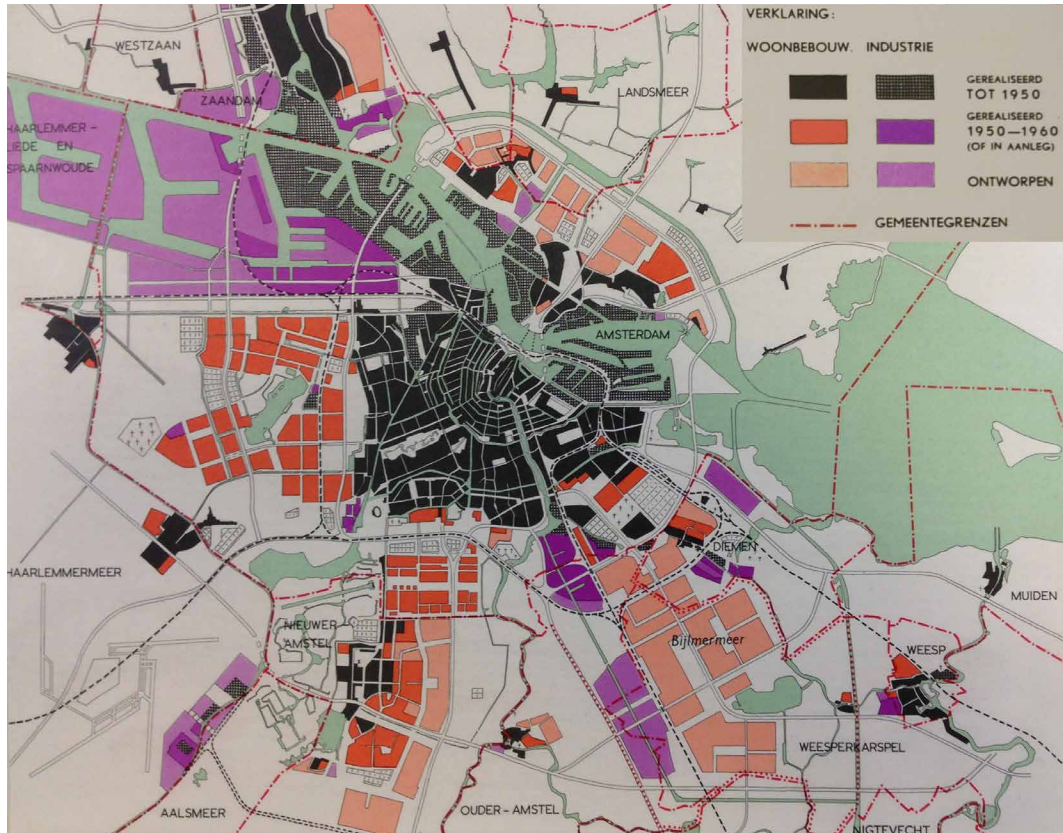 VERKLARING:
WOONBEBOUW. INDUSTRIE
GEREALISEERD
TOT 1950
GEREALISEERD
1950—1960
(OF IN AANLEG)
ONTWORPEN
GEMEENTEGRENZEN
WESTZAAN
ZAANDAM
LANDSMEER
HAARLEMMER-
LIEDE EN
SPAARNWOUDE
AMSTERDAM
DIEMEN
HAARLEMMERMEER
MUIDEN
NIEUWER
AMSTEL
Bijlmermeer
WEESP
WEESPERKARSPEL
AALSMEER
OUDER-AMSTEL
NIGTEVECHT